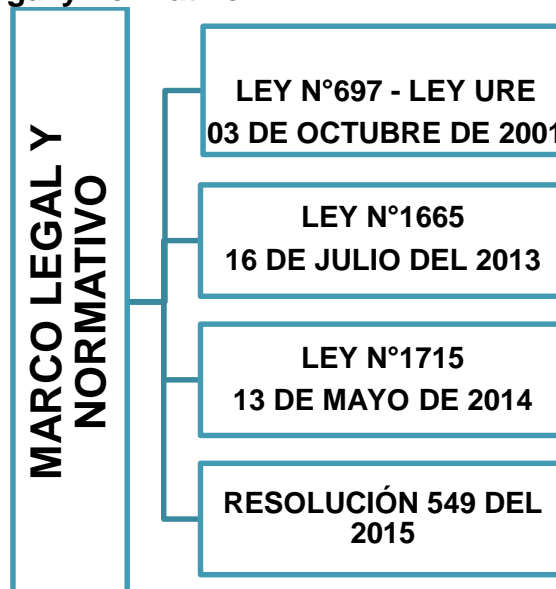 MARCO LEGAL Y
NORMATIVO
LEY N°697 - LEY URE
03 DE OCTUBRE DE 2001
LEY N°1665
16 DE JULIO DEL 2013
LEY N°1715
13 DE MAYO DE 2014
RESOLUCIÓN 549 DEL
2015